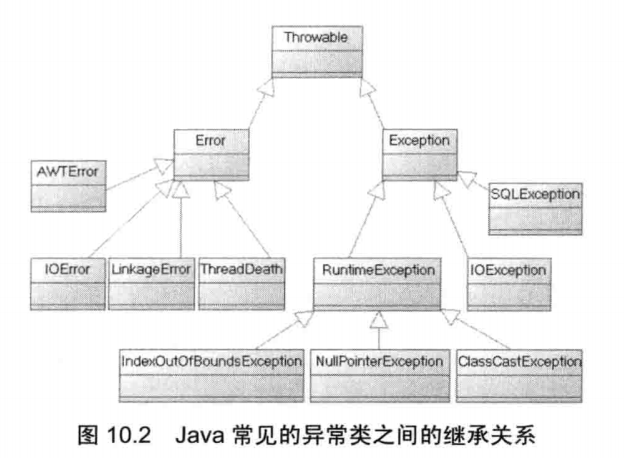 Throwable
Error
Exception
AWTError
SQLException
IOError
LinkageError
ThreadDeath
RuntimeException
IOException
IndexOutOfBoundsException
NullPointerException
ClassCastException
图 10.2 Java 常见的异常类之间的继承关系